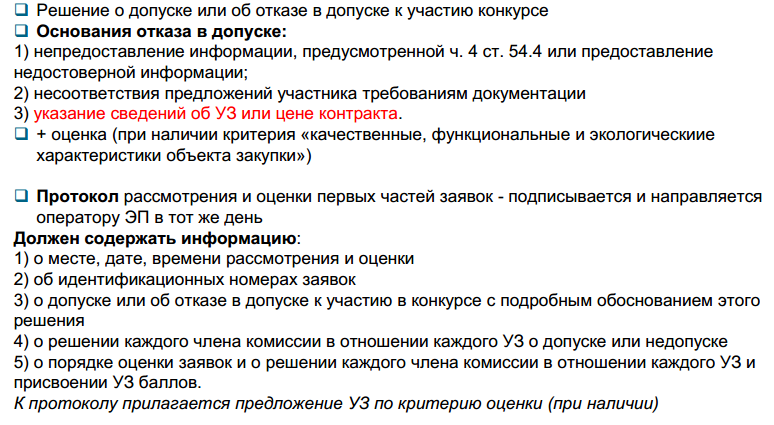 Решение о допуске или об отказе в допуске к участию конкурсе
Основания отказа в допуске:
1) непредоставление информации, предусмотренной ч. 4 ст. 54.4 или предоставление
недостоверной информации;
2) несоответствия предложений участника требованиям документации
3) указание сведений об УЗ или цене контракта.
+ оценка (при наличии критерия «качественные, функциональные и экологическиие
характеристики объекта закупки»)
Протокол рассмотрения и оценки первых частей заявок - подписывается и направляется
оператору ЭП в тот же день
Должен содержать информацию:
1) о месте, дате, времени рассмотрения и оценки
2) об идентификационных номерах заявок
3) о допуске или об отказе в допуске к участию в конкурсе с подробным обоснованием этого
решения
4) о решении каждого члена комиссии в отношении каждого УЗ о допуске или недопуске
5) о порядке оценки заявок и о решении каждого члена комиссии в отношении каждого УЗ и
присвоении УЗ баллов.
К протоколу прилагается предложение УЗ по критерию оценки (при наличии)